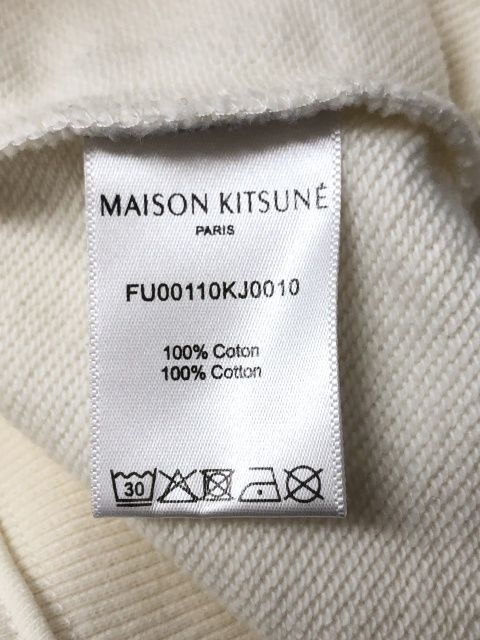 MAISON KITSUNÉ
PARIS
FU00110KJ0010
100% Coton
100% Cotton
30